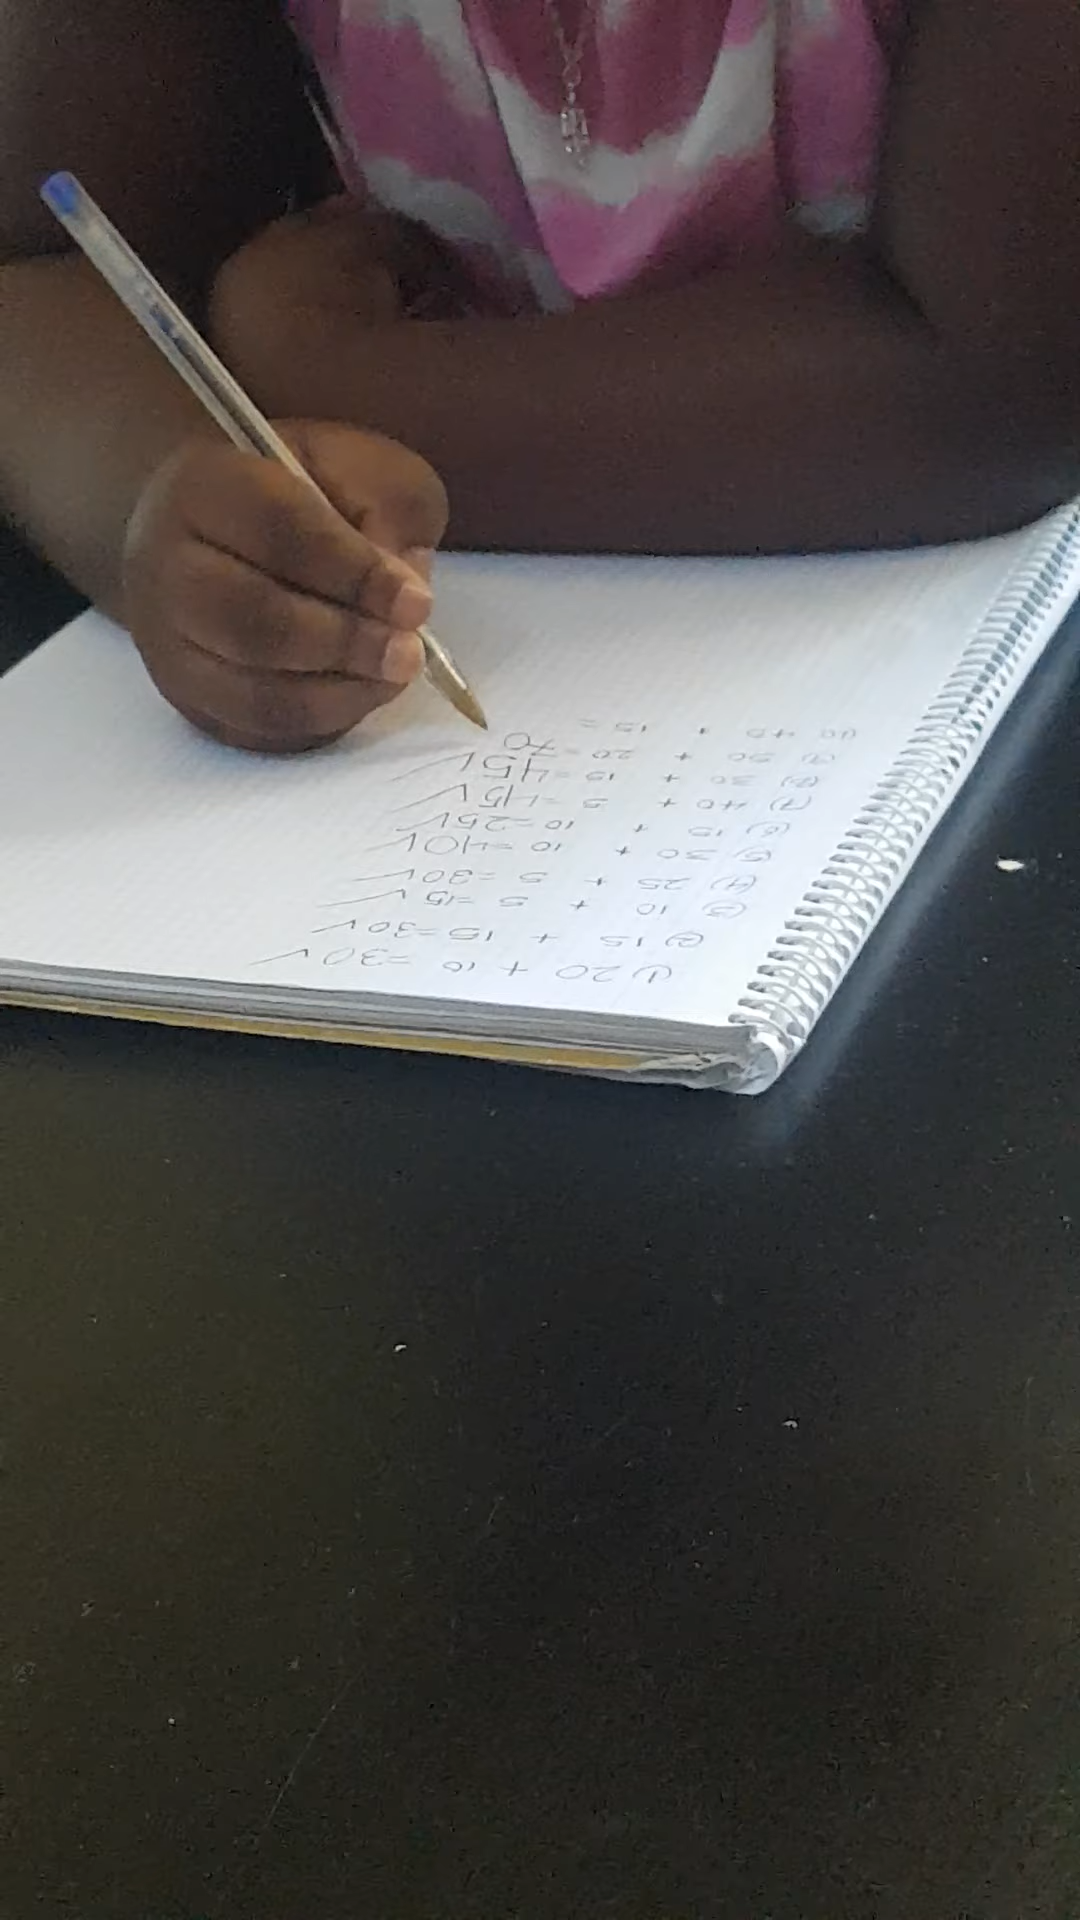 1) 20 + 10 = 30 ✓
2) 15 + 15 = 30 ✓
3) 10 + 5 = 15 ✓
4) 25 + 5 = 30 ✓
5) 30 + 10 = 40 ✓
6) 15 + 10 = 25 ✓
7) 40 + 5 = 45 ✓
8) 30 + 15 = 45 ✓
9) 50 + 20 = 70
10 40 + 15 =